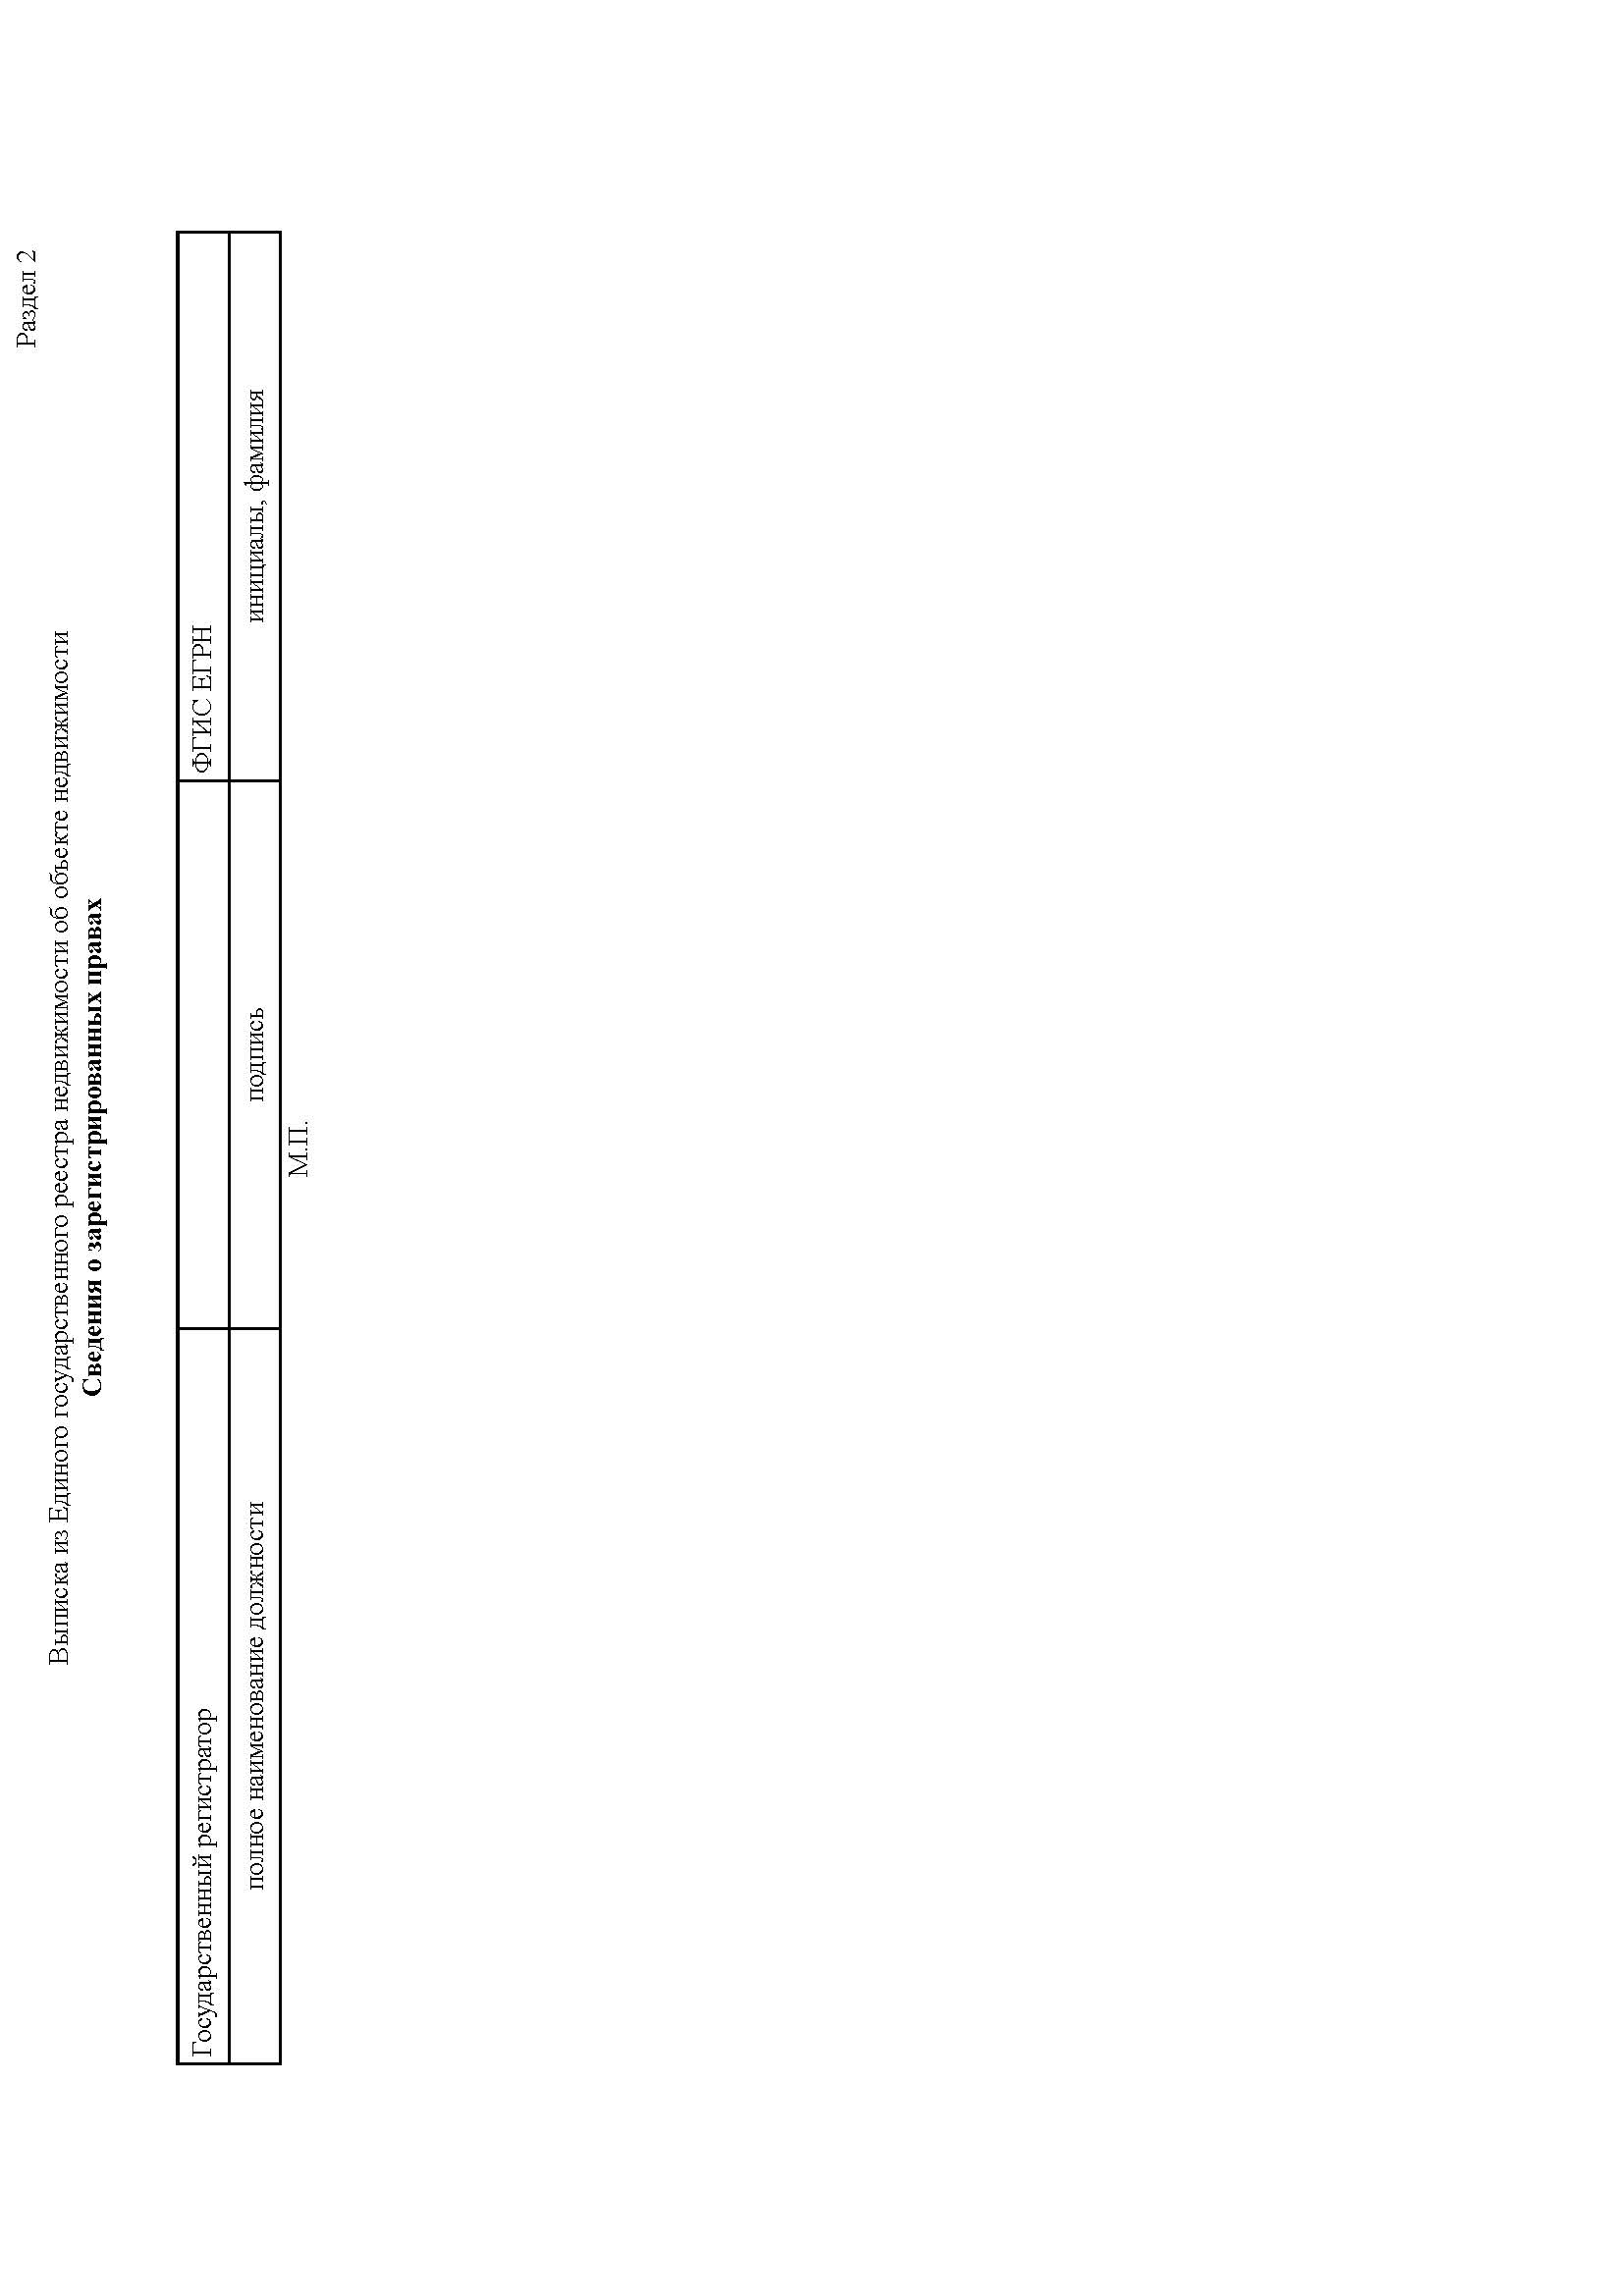 Раздел 2
Выписка из Единого государственного реестра недвижимости об объекте недвижимости
Сведения о зарегистрированных правах
Государственный регистратор ФГИС ЕГРН
полное наименование должности подпись инициалы, фамилия
М.П.